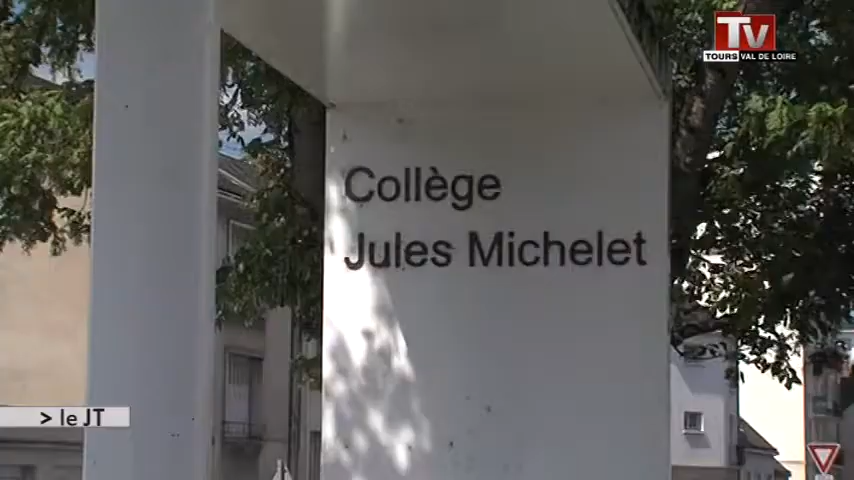 TV
TOURS VAL DE LOIRE
Collège
Jules Michelet
> le JT